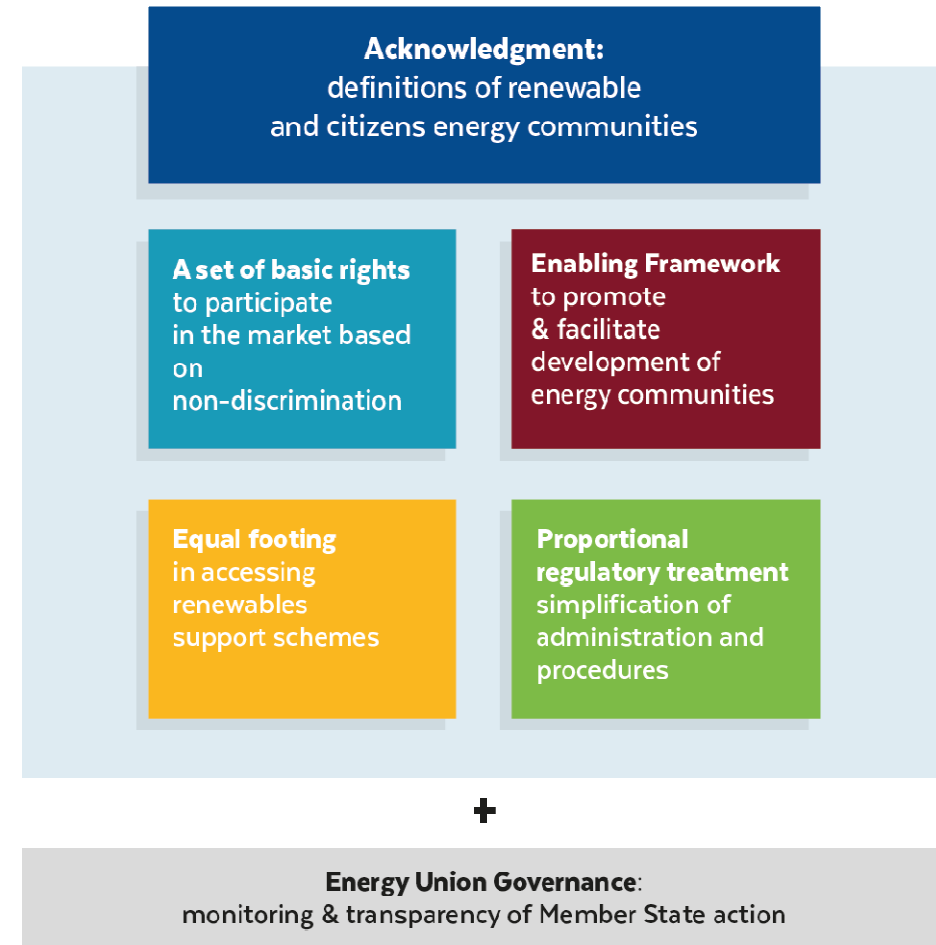 Acknowledgment:
definitions of renewable
and citizens energy communities
A set of basic rights
to participate
in the market based
on
non-discrimination
Enabling Framework
to promote
& facilitate
development of
energy communities
Equal footing
in accessing
renewables
support schemes
Proportional
regulatory treatment
simplification of
administration and
procedures
+
Energy Union Governance:
monitoring & transparency of Member State action